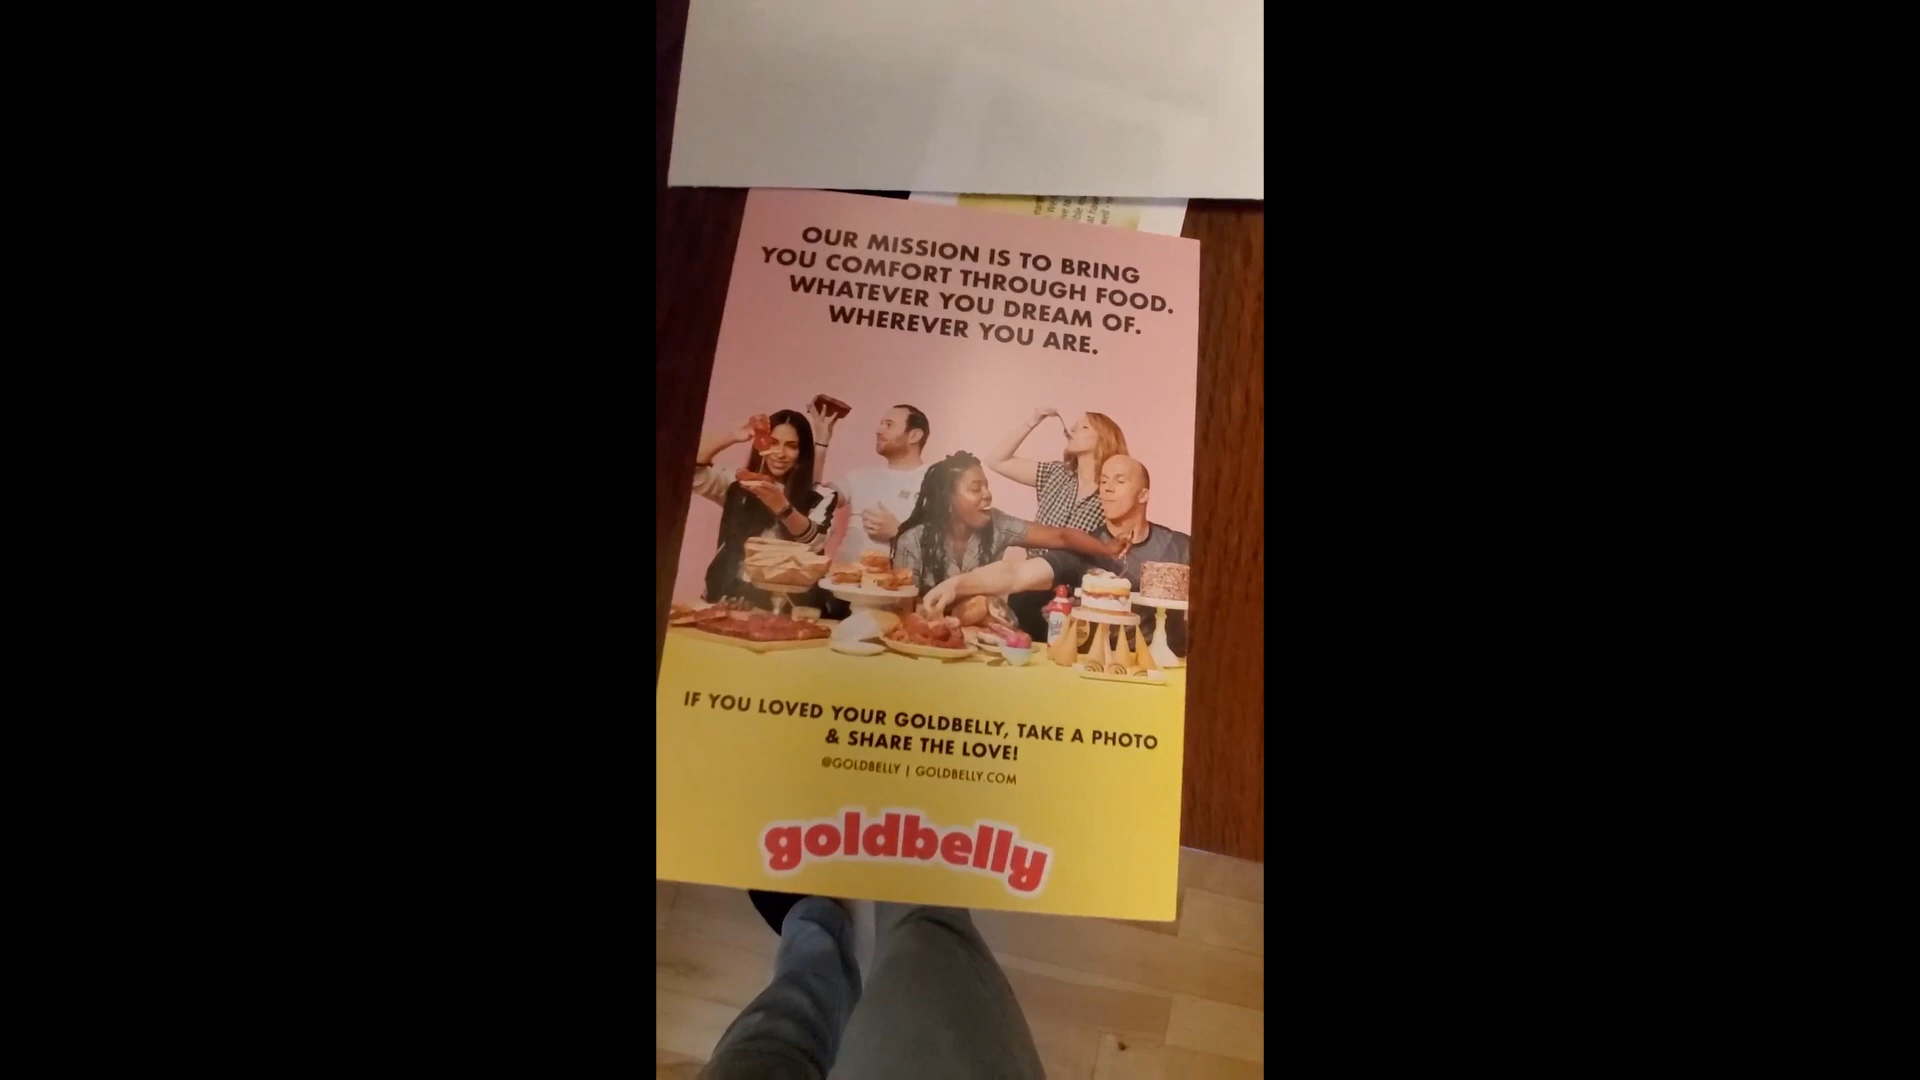 OUR MISSION IS TO BRING
YOU COMFORT THROUGH FOOD.
WHATEVER YOU DREAM OF.
WHEREVER YOU ARE.
IF YOU LOVED YOUR GOLDBELLY, TAKE A PHOTO
& SHARE THE LOVE!
@GOLDBELLY | GOLDBELLY.COM
goldbelly